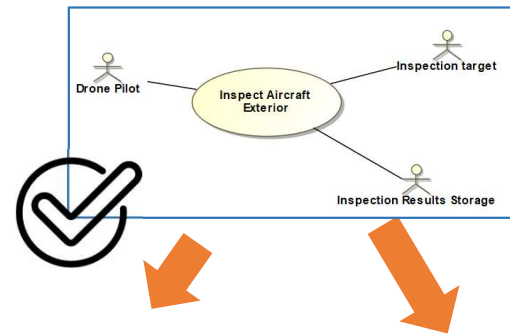 Inspection target
Drone Pilot
Inspect Aircraft
Exterior
Inspection Results Storage